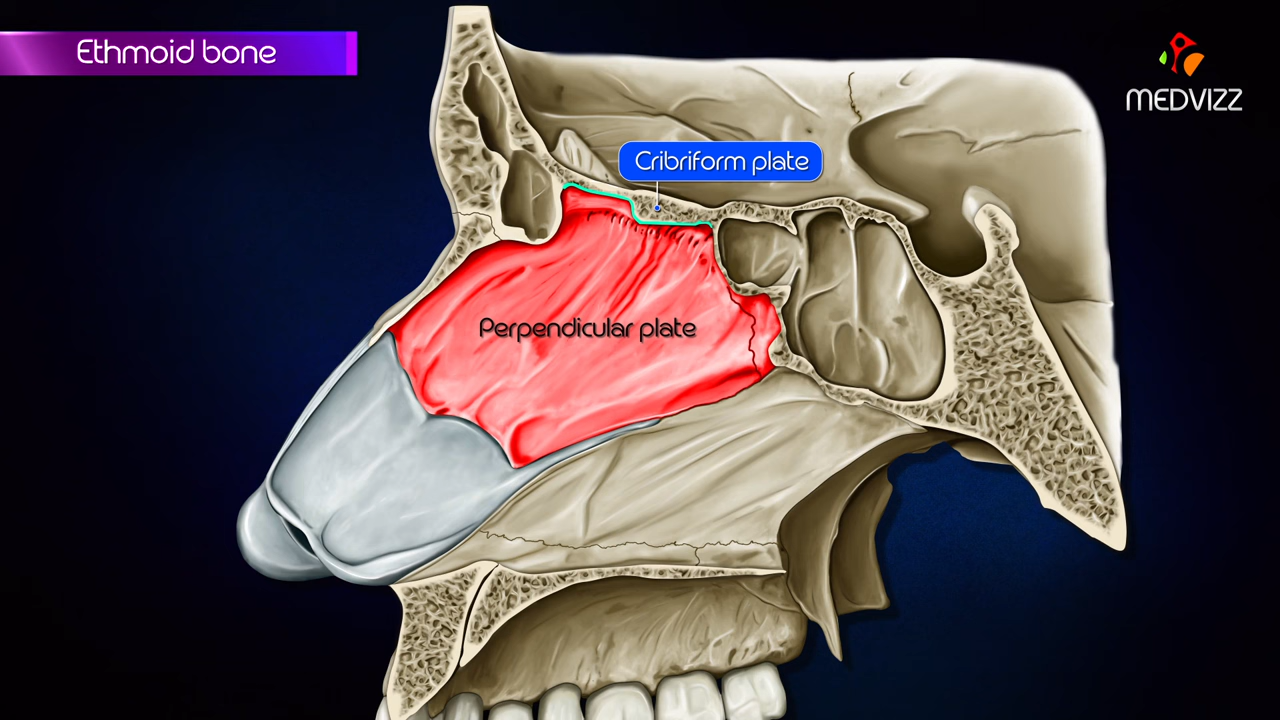 Ethmoid bone
MEDVIZZ
Cribriform plate
Perpendicular plate